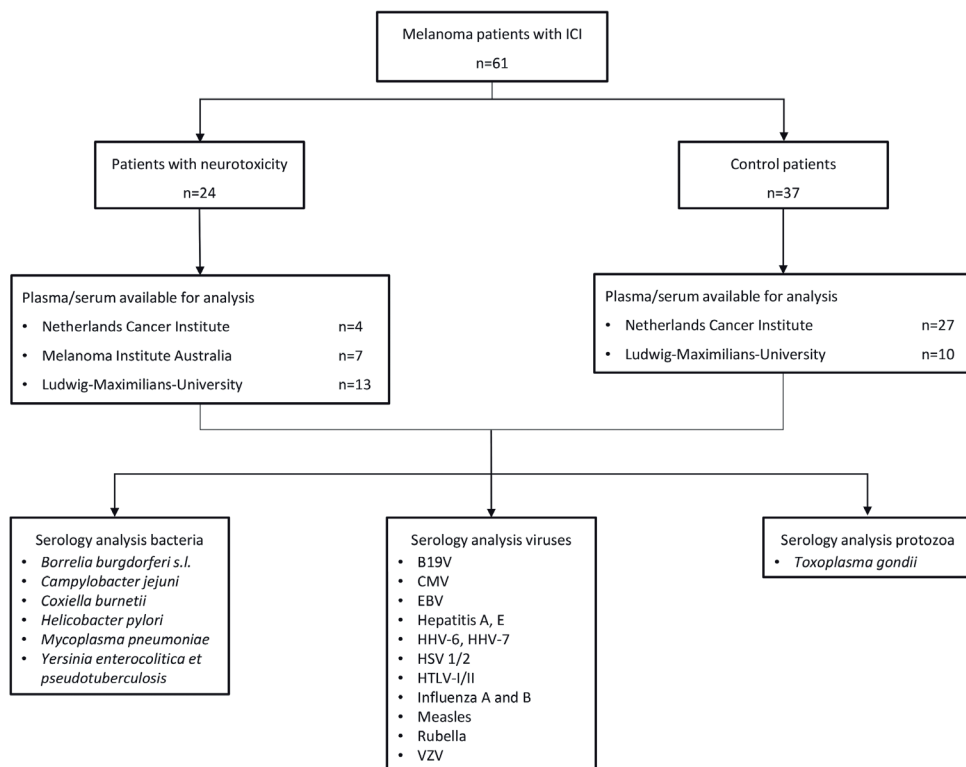 Melanoma patients with ICI
n=61
Patients with neurotoxicity
n=24
Control patients
n=37
Plasma/serum available for analysis
• Netherlands Cancer Institute n=4
• Melanoma Institute Australia n=7
• Ludwig-Maximilians-University n=13
Plasma/serum available for analysis
• Netherlands Cancer Institute n=27
• Ludwig-Maximilians-University n=10
Serology analysis bacteria
• Borrelia burgdorferi s.l.
• Campylobacter jejuni
• Coxiella burnetii
• Helicobacter pylori
• Mycoplasma pneumoniae
• Yersinia enterocolitica et
pseudotuberculosis
Serology analysis viruses
• B19V
• CMV
• EBV
• Hepatitis A, E
• HHV-6, HHV-7
• HSV 1/2
• HTLV-I/II
• Influenza A and B
• Measles
• Rubella
• VZV
Serology analysis protozoa
• Toxoplasma gondii